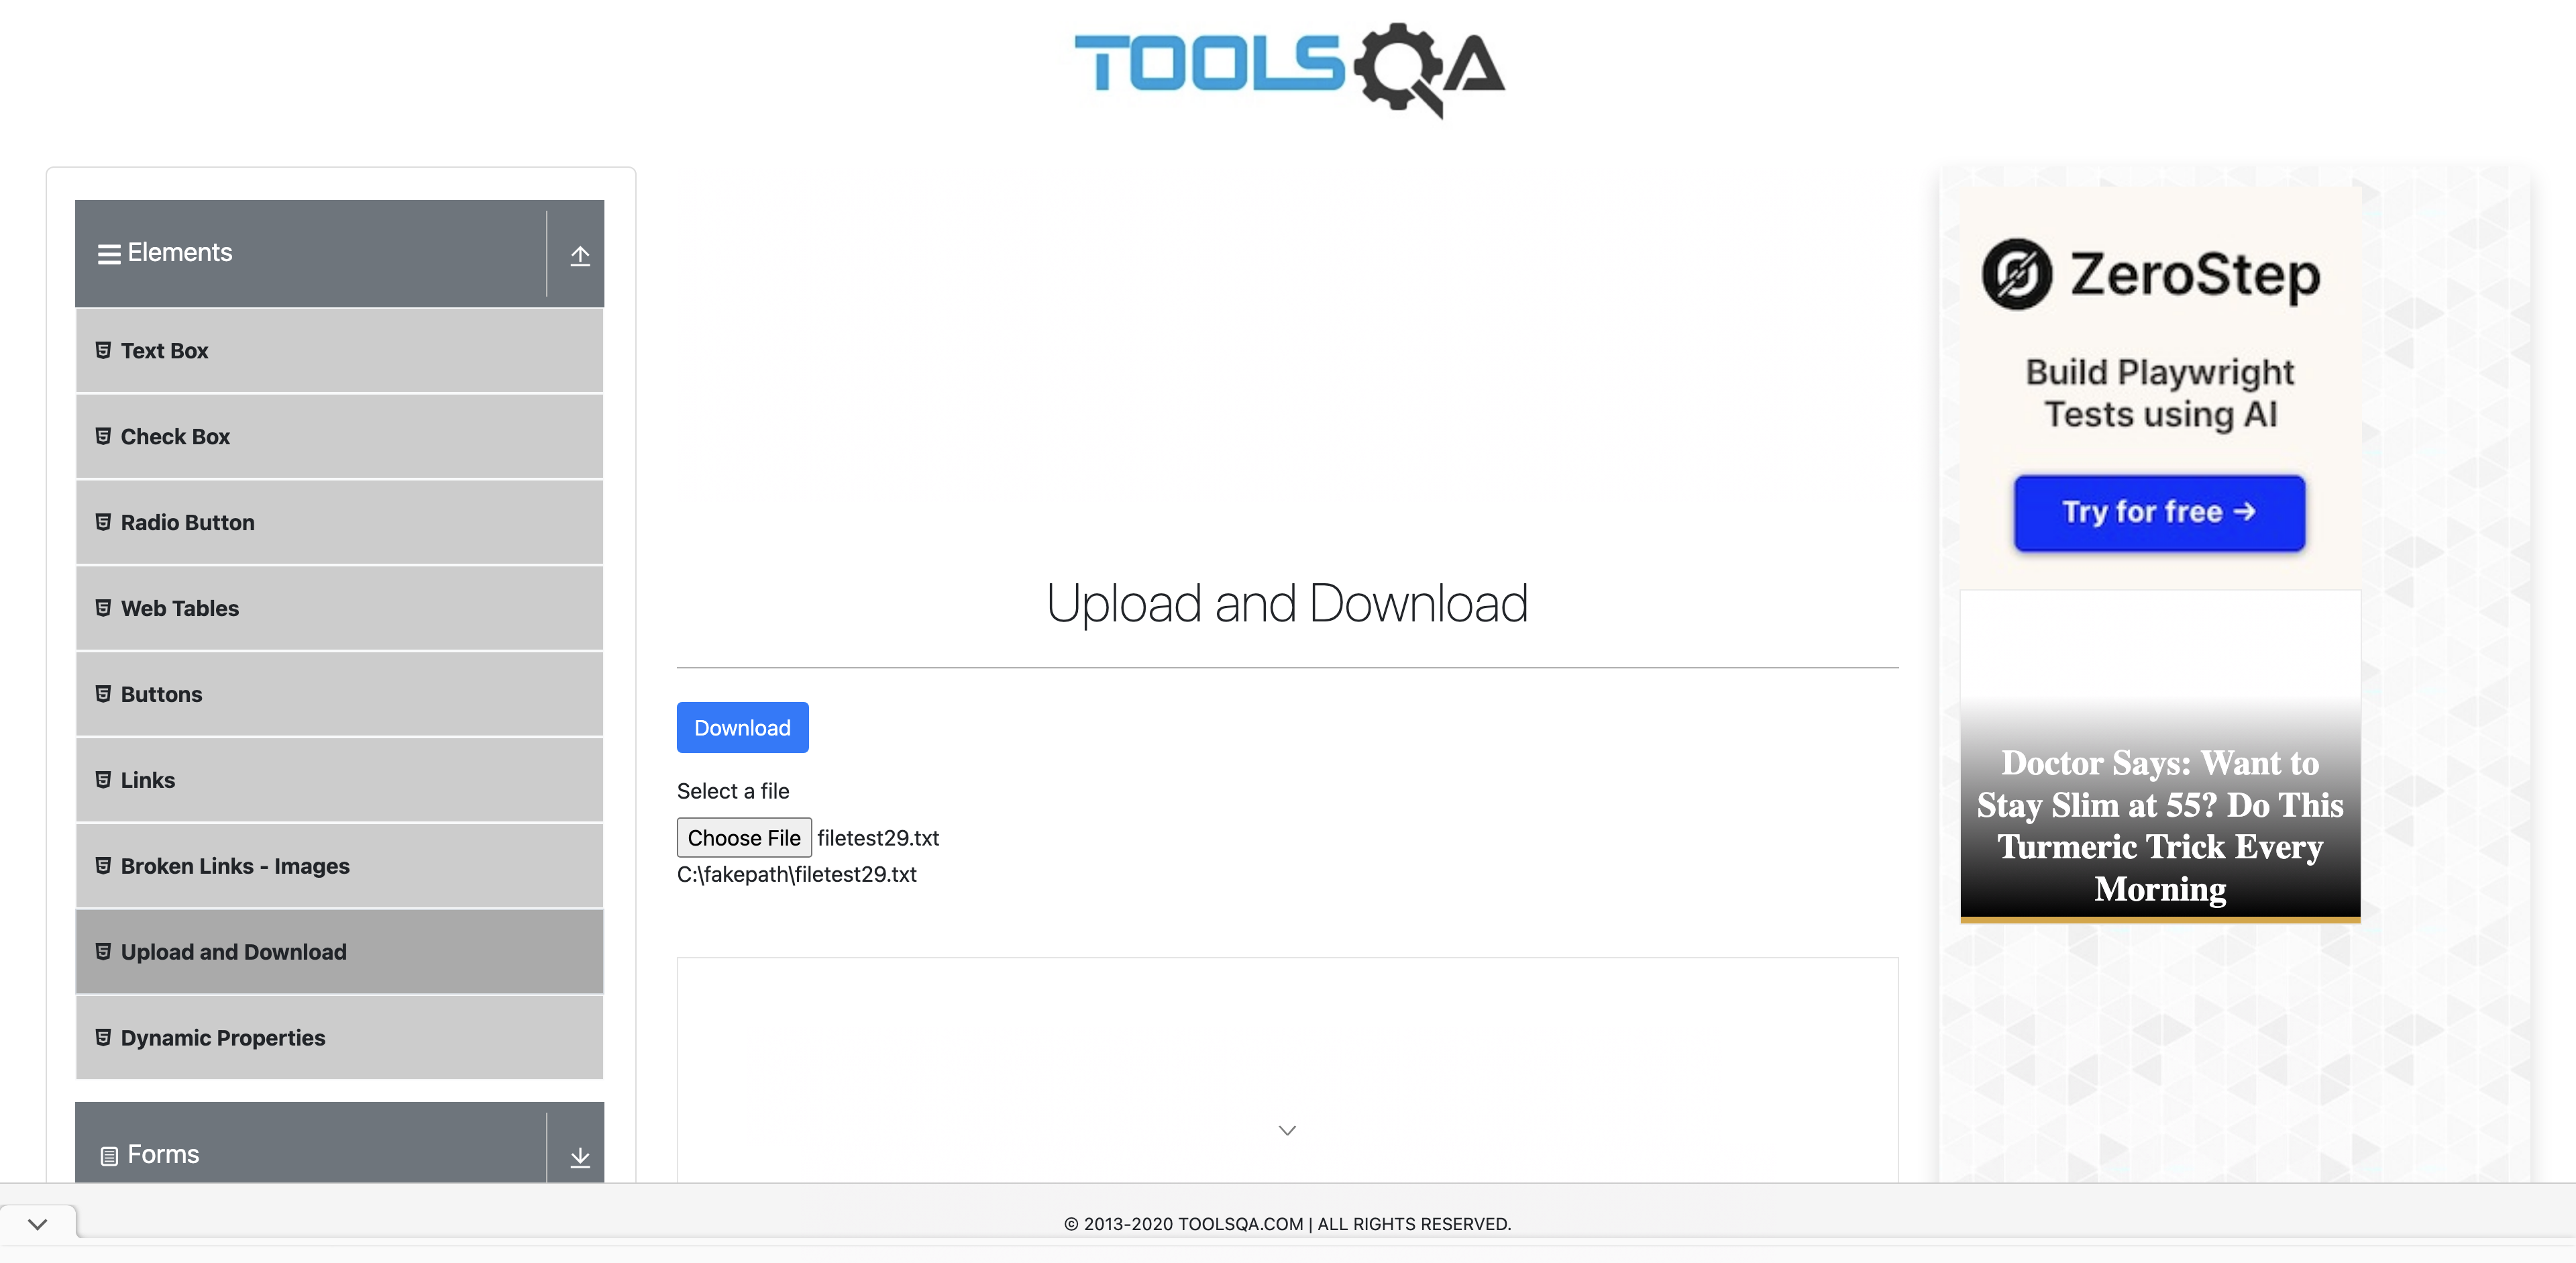 TOOLSQA
Elements
Text Box
Check Box
Radio Button
Web Tables
Buttons
Links
Broken Links - Images
Upload and Download
Dynamic Properties
Forms
Upload and Download
Download
Select a file
Choose File filetest29.txt
C:\fakepath\filetest29.txt
ZeroStep
Build Playwright
Tests using AI
Try for free →
Doctor Says: Want to
Stay Slim at 55? Do This
Turmeric Trick Every
Morning
© 2013-2020 TOOLSQA.COM | ALL RIGHTS RESERVED.